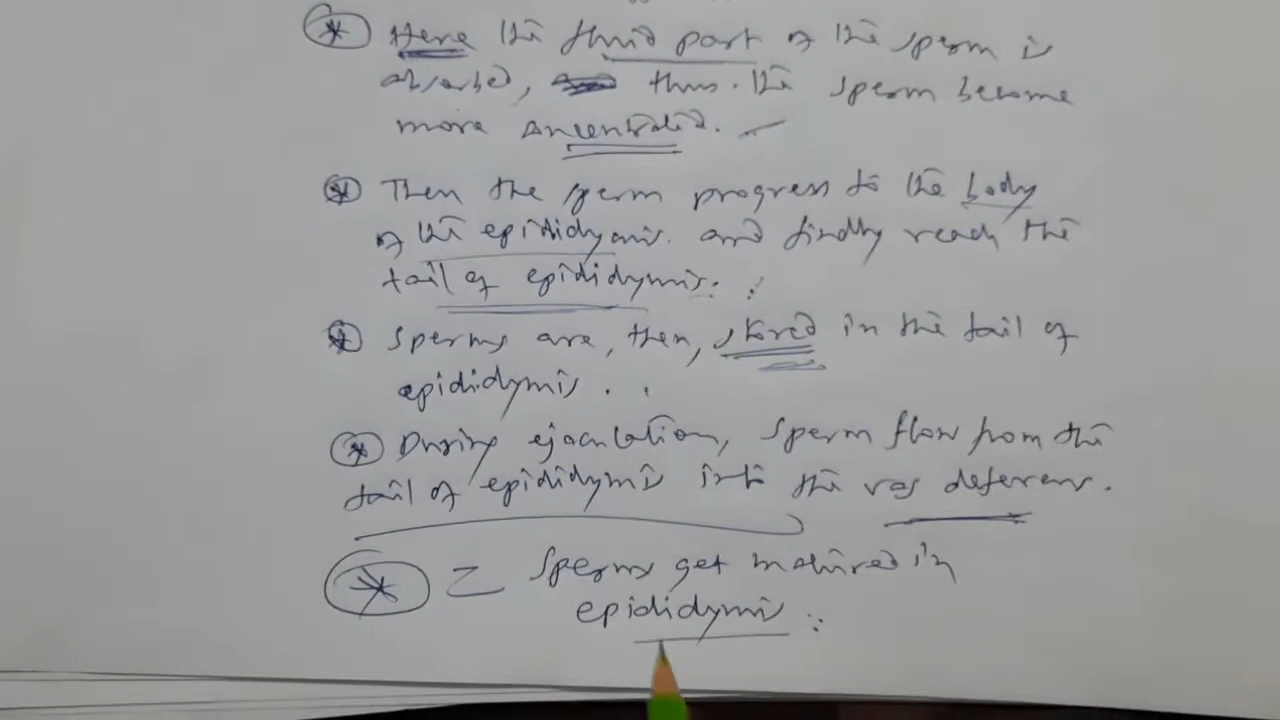 Here the fluid part of the sperm is
absorbed, thus the sperm become
more concentrated.
Then the sperm progress to the body
of the epididymis. and finally reach the
tail of epididymis.
Sperms are, then, stored in the tail of
epididymis.
During ejaculation, sperm flow from the
tail of epididymis into the vas deferens.
Sperms get matured in
epididymis